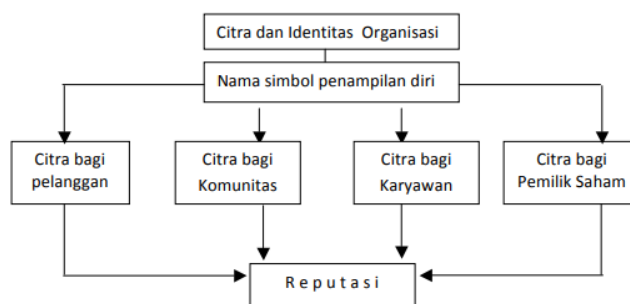 Citra dan Identitas Organisasi
Nama simbol penampilan diri
Citra bagi
pelanggan
Citra bagi
Komunitas
Citra bagi
Karyawan
Citra bagi
Pemilik Saham
R e p u t a s i